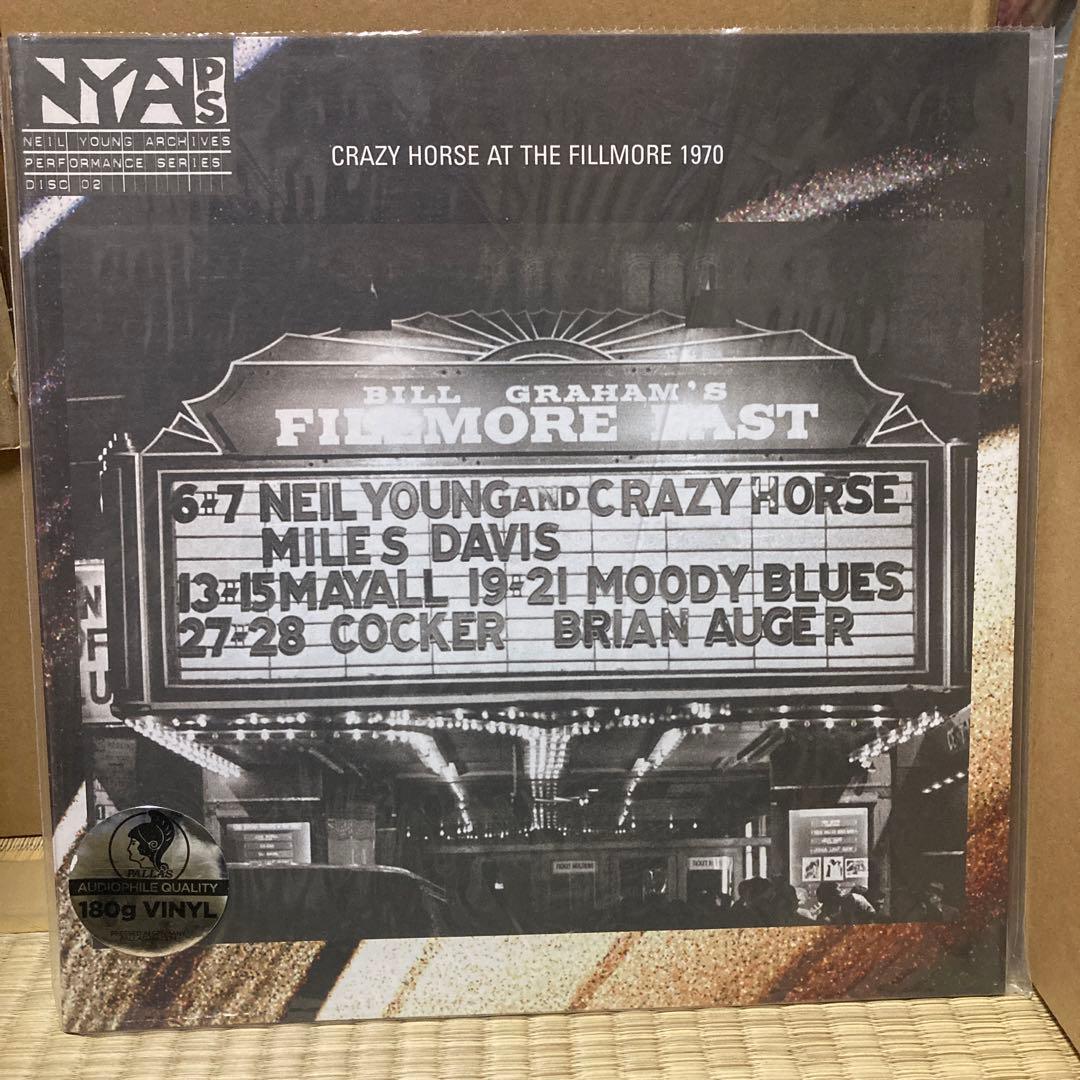 NYA PS
NEIL YOUNG ARCHIVES
PERFORMANCE SERIES
DISC 02
CRAZY HORSE AT THE FILLMORE 1970
BILL GRAHAM'S
FILLMORE EAST
6-7 NEIL YOUNG AND CRAZY HORSE
MILES DAVIS
13-15 MAYALL 19-21 MOODY BLUES
27-28 COCKER BRIAN AUGER
PALLAS
AUDIOPHILE QUALITY
180g VINYL